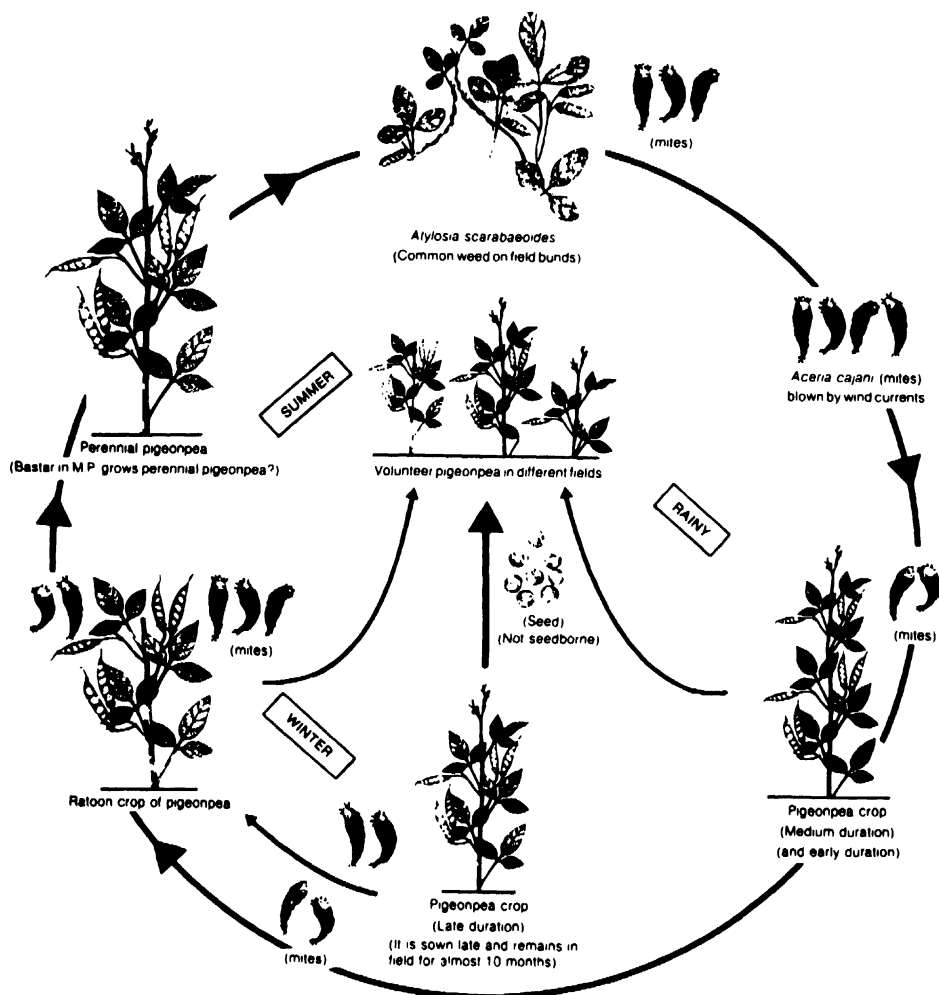 (mites)
Atylosia scarabaeoides
(Common weed on field bunds)
Aceria cajani (mites)
blown by wind currents
SUMMER
Perennial pigeonpea
(Bastar in M.P. grows perennial pigeonpea?)
Volunteer pigeonpea in different fields
RAINY
(Seed)
(Not seedborne)
(mites)
(mites)
WINTER
Ratoon crop of pigeonpea
Pigeonpea crop
(Medium duration)
(and early duration)
Pigeonpea crop
(Late duration)
(It is sown late and remains in
field for almost 10 months)
(mites)